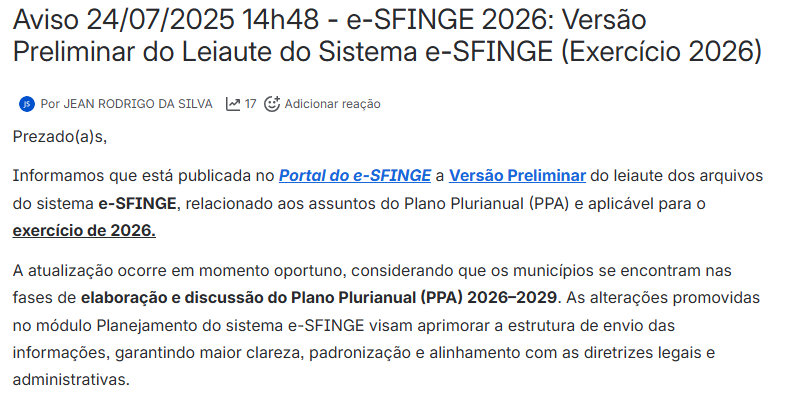 Aviso 24/07/2025 14h48 - e-SFINGE 2026: Versão
Preliminar do Leiaute do Sistema e-SFINGE (Exercício 2026)
JS Por JEAN RODRIGO DA SILVA 17 Adicionar reação
Prezado(a)s,
Informamos que está publicada no Portal do e-SFINGE a Versão Preliminar do leiaute dos arquivos
do sistema e-SFINGE, relacionado aos assuntos do Plano Plurianual (PPA) e aplicável para o
exercício de 2026.
A atualização ocorre em momento oportuno, considerando que os municípios se encontram nas
fases de elaboração e discussão do Plano Plurianual (PPA) 2026–2029. As alterações promovidas
no módulo Planejamento do sistema e-SFINGE visam aprimorar a estrutura de envio das
informações, garantindo maior clareza, padronização e alinhamento com as diretrizes legais e
administrativas.